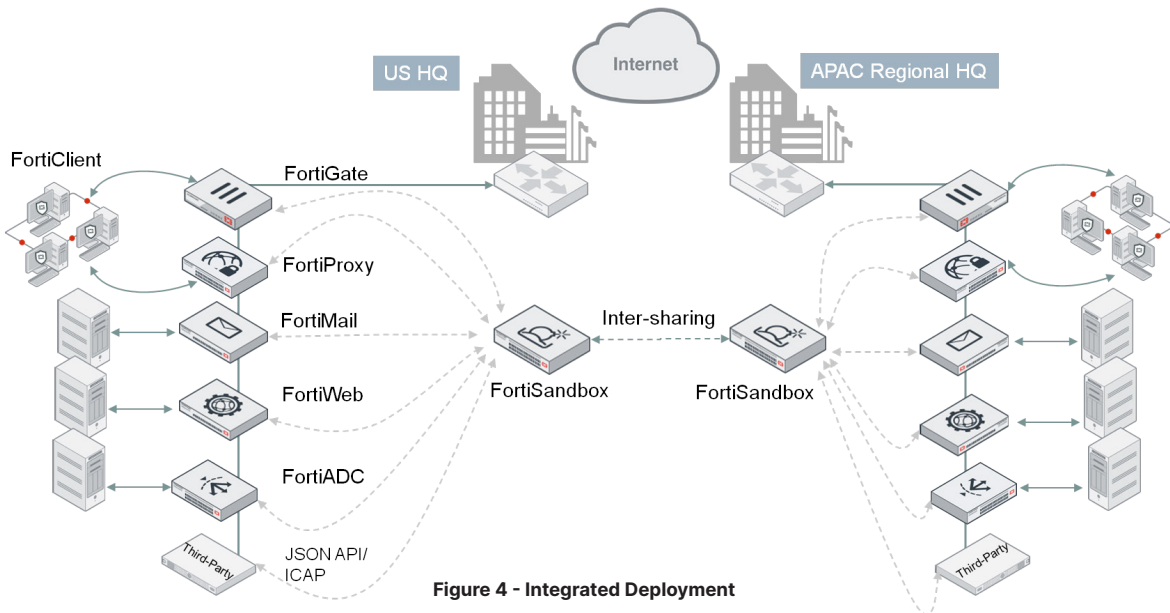 Internet
US HQ
APAC Regional HQ
FortiClient
FortiGate
FortiProxy
FortiMail
Inter-sharing
FortiSandbox
FortiSandbox
FortiWeb
FortiADC
Third-Party
JSON API/
ICAP
Third-Party
Figure 4 - Integrated Deployment